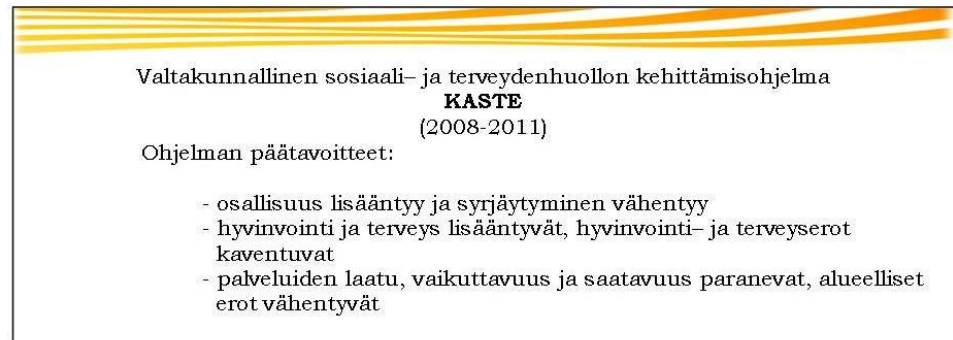 Valtakunnallinen sosiaali– ja terveydenhuollon kehittämisohjelma
KASTE
(2008-2011)
Ohjelman päätavoitteet:
- osallisuus lisääntyy ja syrjäytyminen vähentyy
- hyvinvointi ja terveys lisääntyvät, hyvinvointi– ja terveyserot
kaventuvat
- palveluiden laatu, vaikuttavuus ja saatavuus paranevat, alueelliset
erot vähentyvät